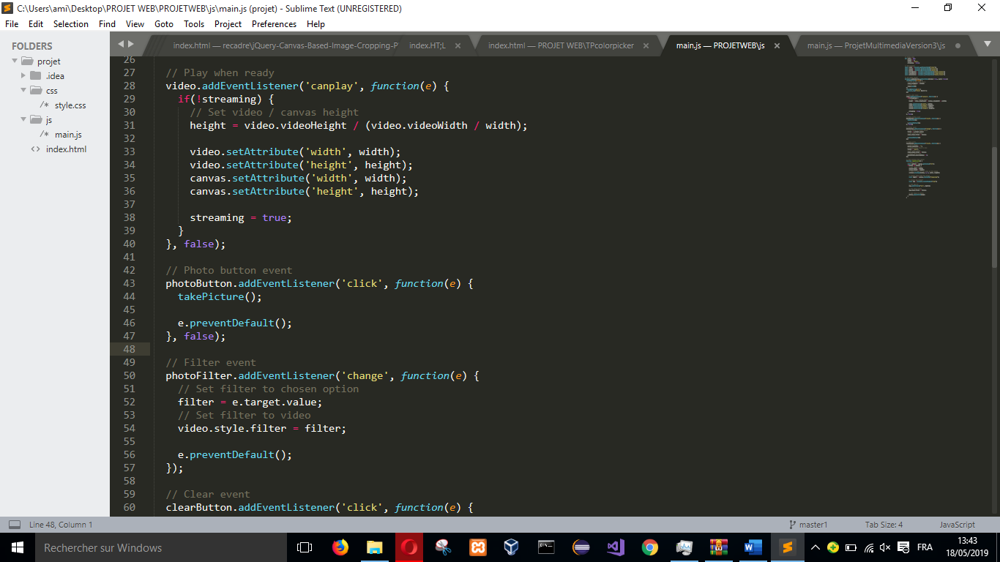 C:\Users\ami\Desktop\PROJET WEB\PROJETWEB\js\main.js (projet) - Sublime Text (UNREGISTERED)
File Edit Selection Find View Goto Tools Project Preferences Help
FOLDERS
projet
.idea
css
/* style.css
js
/* main.js
<> index.html
index.html — recadre\jQuery-Canvas-Based-Image-Cropping-P
index.HT;L
index.html — PROJET WEB\TPcolorpicker
main.js — PROJETWEB\js
main.js — ProjetMultimediaVersion3\js
26
27 // Play when ready
28 video.addEventListener('canplay', function(e) {
29 if(!streaming) {
30 // Set video / canvas height
31 height = video.videoHeight / (video.videoWidth / width);
32
33 video.setAttribute('width', width);
34 video.setAttribute('height', height);
35 canvas.setAttribute('width', width);
36 canvas.setAttribute('height', height);
37
38 streaming = true;
39 }
40 }, false);
41
42 // Photo button event
43 photoButton.addEventListener('click', function(e) {
44 takePicture();
45
46 e.preventDefault();
47 }, false);
48
49 // Filter event
50 photoFilter.addEventListener('change', function(e) {
51 // Set filter to chosen option
52 filter = e.target.value;
53 // Set filter to video
54 video.style.filter = filter;
55
56 e.preventDefault();
57 });
58
59 // Clear event
60 clearButton.addEventListener('click', function(e) {
Line 48, Column 1
master1
Tab Size: 4
JavaScript
Rechercher sur Windows
FRA
13:43
18/05/2019